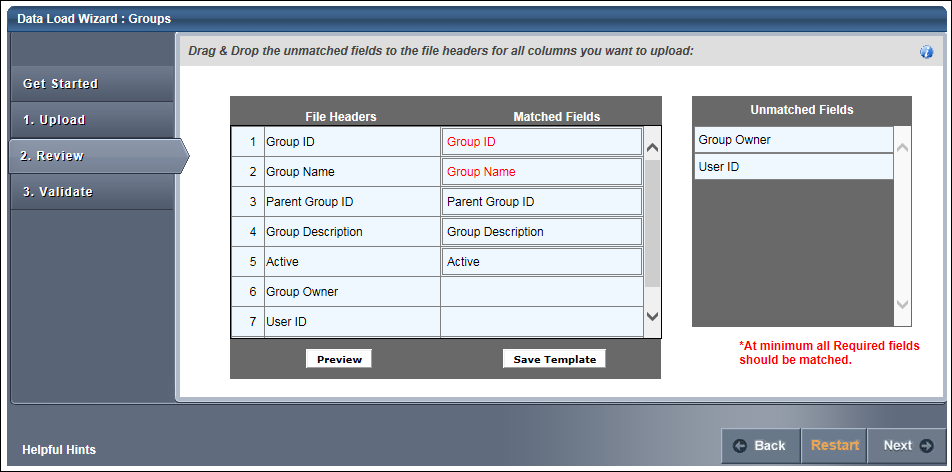 Data Load Wizard : Groups
Drag & Drop the unmatched fields to the file headers for all columns you want to upload:
Get Started
1. Upload
2. Review
3. Validate
File Headers Matched Fields
1 Group ID Group ID
2 Group Name Group Name
3 Parent Group ID Parent Group ID
4 Group Description Group Description
5 Active Active
6 Group Owner
7 User ID
Preview Save Template
Unmatched Fields
Group Owner
User ID
*At minimum all Required fields
should be matched.
Helpful Hints
Back Restart Next